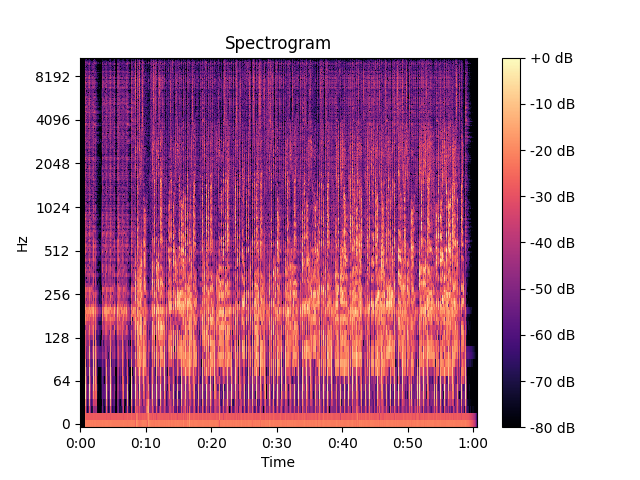 Spectrogram
8192
4096
2048
1024
512
256
128
64
0
Hz
0:00 0:10 0:20 0:30 0:40 0:50 1:00
Time
+0 dB
-10 dB
-20 dB
-30 dB
-40 dB
-50 dB
-60 dB
-70 dB
-80 dB